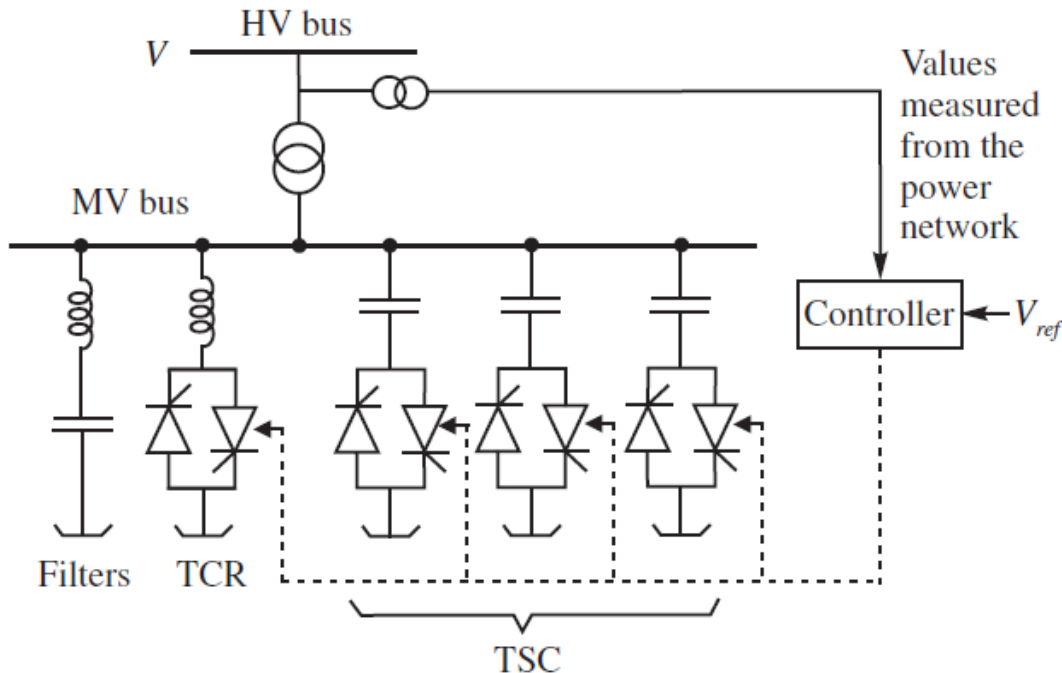 HV bus
V
Values
measured
from the
power
network
MV bus
Controller
V_ref
Filters
TCR
TSC